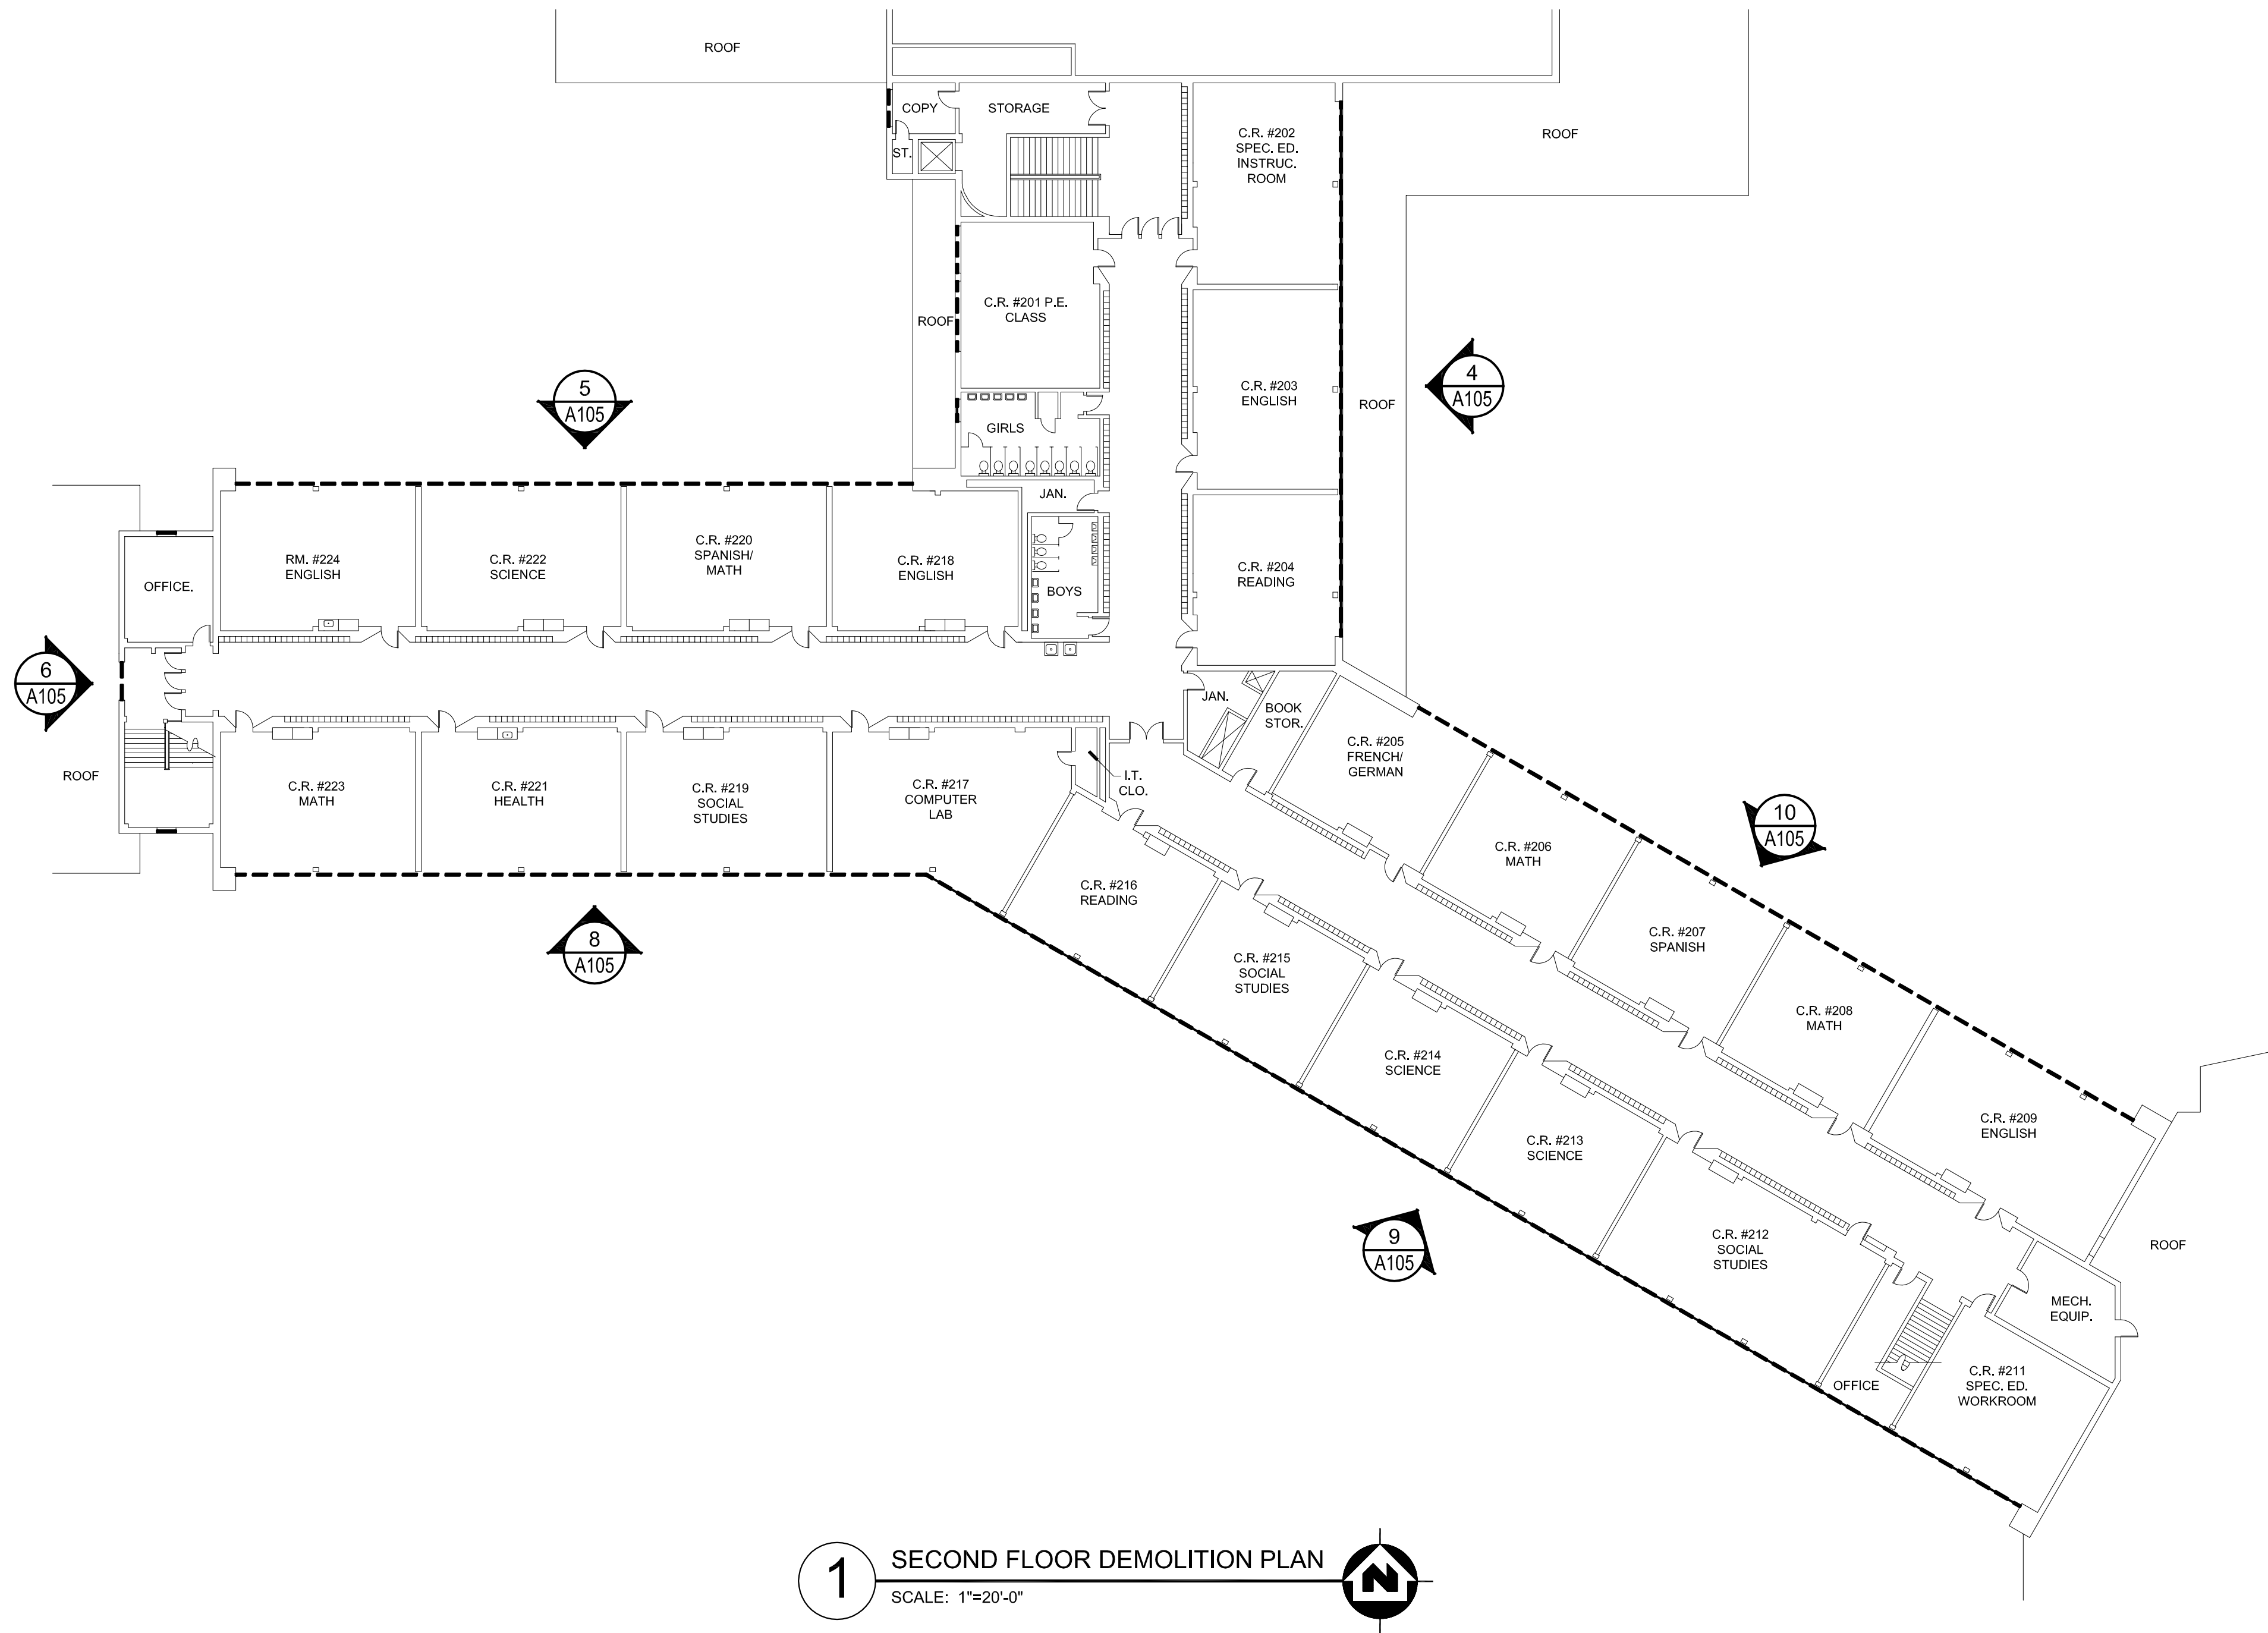 ROOF
COPY
STORAGE
ST.
C.R. #202
SPEC. ED.
INSTRUC.
ROOM
ROOF
C.R. #201 P.E.
CLASS
ROOF
5
A105
C.R. #203
ENGLISH
ROOF
4
A105
GIRLS
JAN.
RM. #224
ENGLISH
C.R. #222
SCIENCE
C.R. #220
SPANISH/
MATH
C.R. #218
ENGLISH
BOYS
C.R. #204
READING
OFFICE.
6
A105
JAN.
BOOK
STOR.
ROOF
C.R. #223
MATH
C.R. #221
HEALTH
C.R. #219
SOCIAL
STUDIES
C.R. #217
COMPUTER
LAB
I.T.
CLO.
C.R. #205
FRENCH/
GERMAN
10
A105
C.R. #206
MATH
C.R. #216
READING
8
A105
C.R. #207
SPANISH
C.R. #215
SOCIAL
STUDIES
C.R. #208
MATH
C.R. #214
SCIENCE
C.R. #209
ENGLISH
C.R. #213
SCIENCE
9
A105
C.R. #212
SOCIAL
STUDIES
ROOF
MECH.
EQUIP.
OFFICE
C.R. #211
SPEC. ED.
WORKROOM
1
SECOND FLOOR DEMOLITION PLAN
SCALE: 1"=20'-0"
N